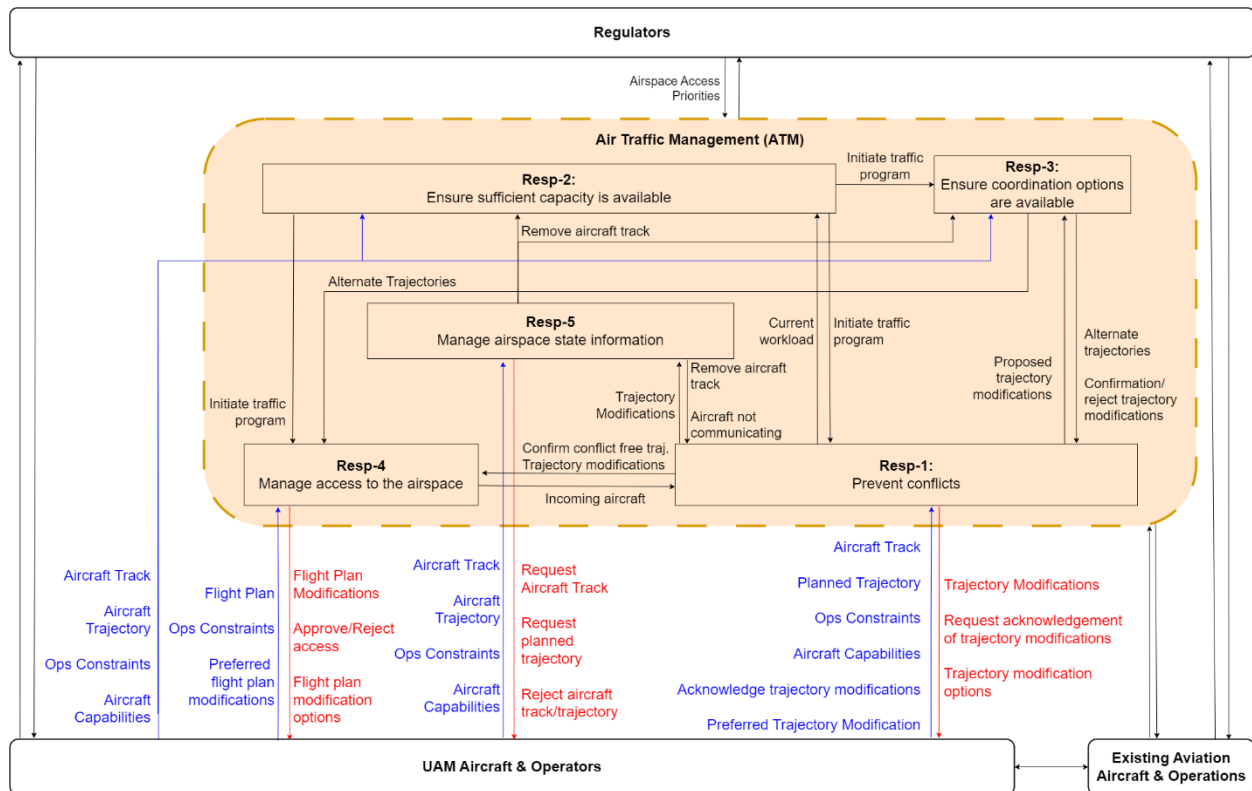 Regulators
Airspace Access
Priorities
Air Traffic Management (ATM)
Resp-2:
Ensure sufficient capacity is available
Initiate traffic
program
Resp-3:
Ensure coordination options
are available
Remove aircraft track
Alternate Trajectories
Resp-5
Manage airspace state information
Current
workload
Initiate traffic
program
Alternate
trajectories
Confirmation/
reject trajectory
modifications
Proposed
trajectory
modifications
Remove aircraft
track
Trajectory
Modifications
Aircraft not
communicating
Initiate traffic
program
Confirm conflict free traj.
Trajectory modifications
Resp-4
Manage access to the airspace
Incoming aircraft
Resp-1:
Prevent conflicts
Aircraft Track
Aircraft
Trajectory
Ops Constraints
Aircraft
Capabilities
Flight Plan
Ops Constraints
Preferred
flight plan
modifications
Flight Plan
Modifications
Approve/Reject
access
Flight plan
modification
options
Aircraft Track
Aircraft
Trajectory
Ops Constraints
Aircraft
Capabilities
Request
Aircraft Track
Request
planned
trajectory
Reject aircraft
track/trajectory
Aircraft Track
Planned Trajectory
Ops Constraints
Aircraft Capabilities
Acknowledge trajectory modifications
Preferred Trajectory Modification
Trajectory Modifications
Request acknowledgement
of trajectory modifications
Trajectory modification
options
UAM Aircraft & Operators
Existing Aviation
Aircraft & Operations